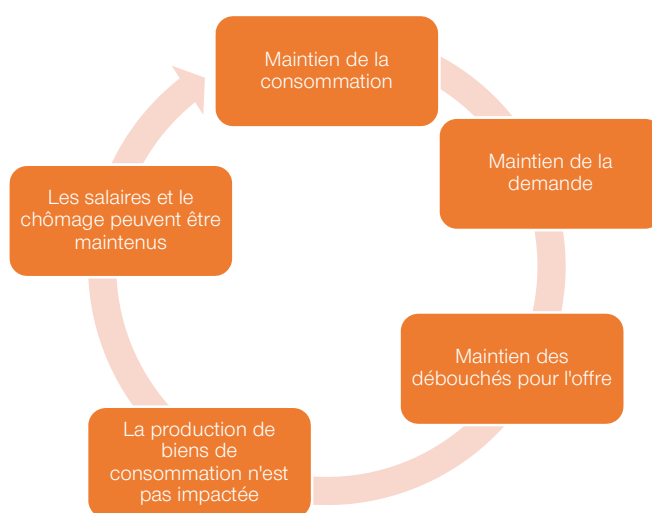 Maintien de la
consommation
Maintien de la
demande
Maintien des
débouchés pour l'offre
La production de
biens de
consommation n'est
pas impactée
Les salaires et le
chômage peuvent être
maintenus